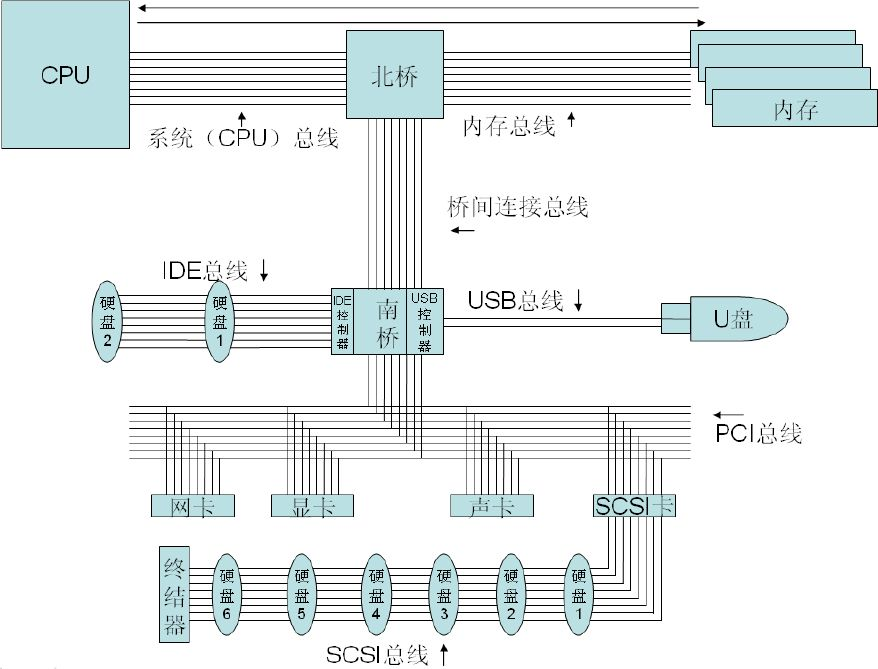 CPU
北桥
内存
系统（CPU）总线
内存总线
桥间连接总线
IDE总线
USB总线
硬盘2
硬盘1
IDE控制器
南桥
USB控制器
U盘
PCI总线
网卡
显卡
声卡
SCSI卡
终结器
硬盘6
硬盘5
硬盘4
硬盘3
硬盘2
硬盘1
SCSI总线